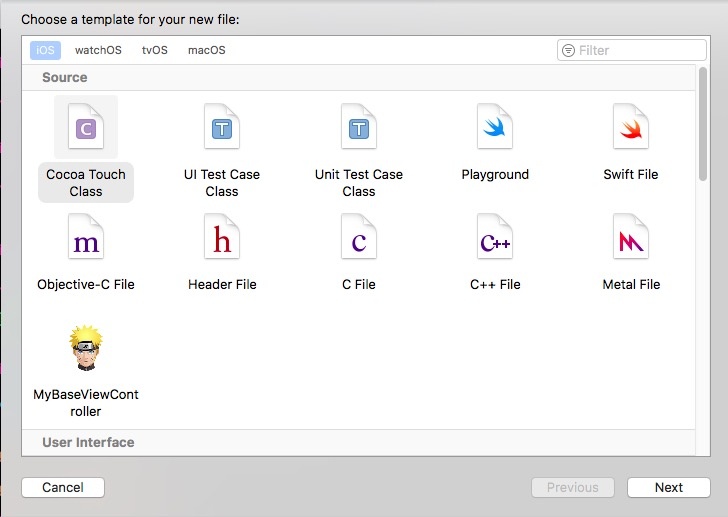 Choose a template for your new file:
iOS watchOS tvOS macOS Filter
Source
C T T
Cocoa Touch
Class
UI Test Case
Class
Unit Test Case
Class
Playground
Swift File
m h c C++
Objective-C File
Header File
C File
C++ File
Metal File
MyBaseViewCont
roller
User Interface
Cancel Previous Next